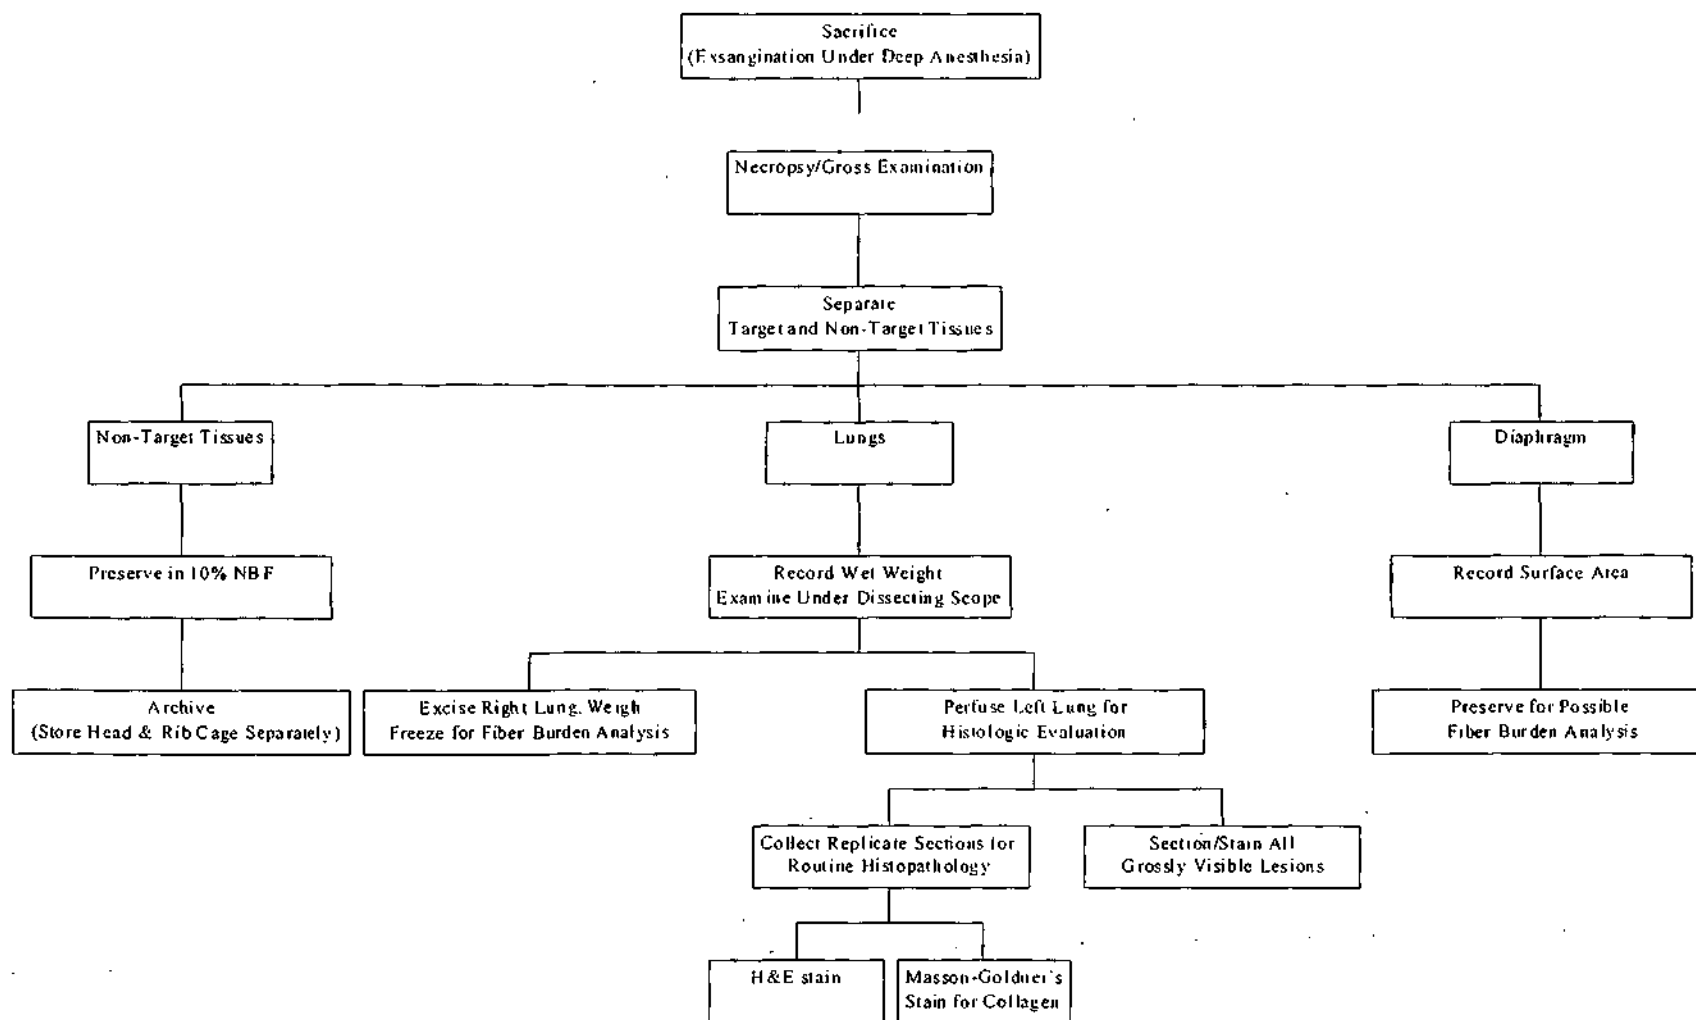 Sacrifice
(Exsangination Under Deep Anesthesia)
Necropsy/Gross Examination
Separate
Target and Non-Target Tissues
Non-Target Tissues
Lungs
Diaphragm
Preserve in 10% NBF
Record Wet Weight
Examine Under Dissecting Scope
Record Surface Area
Archive
(Store Head & Rib Cage Separately)
Excise Right Lung, Weigh
Freeze for Fiber Burden Analysis
Perfuse Left Lung for
Histologic Evaluation
Preserve for Possible
Fiber Burden Analysis
Collect Replicate Sections for
Routine Histopathology
Section/Stain All
Grossly Visible Lesions
H&E stain
Masson-Goldner's
Stain for Collagen